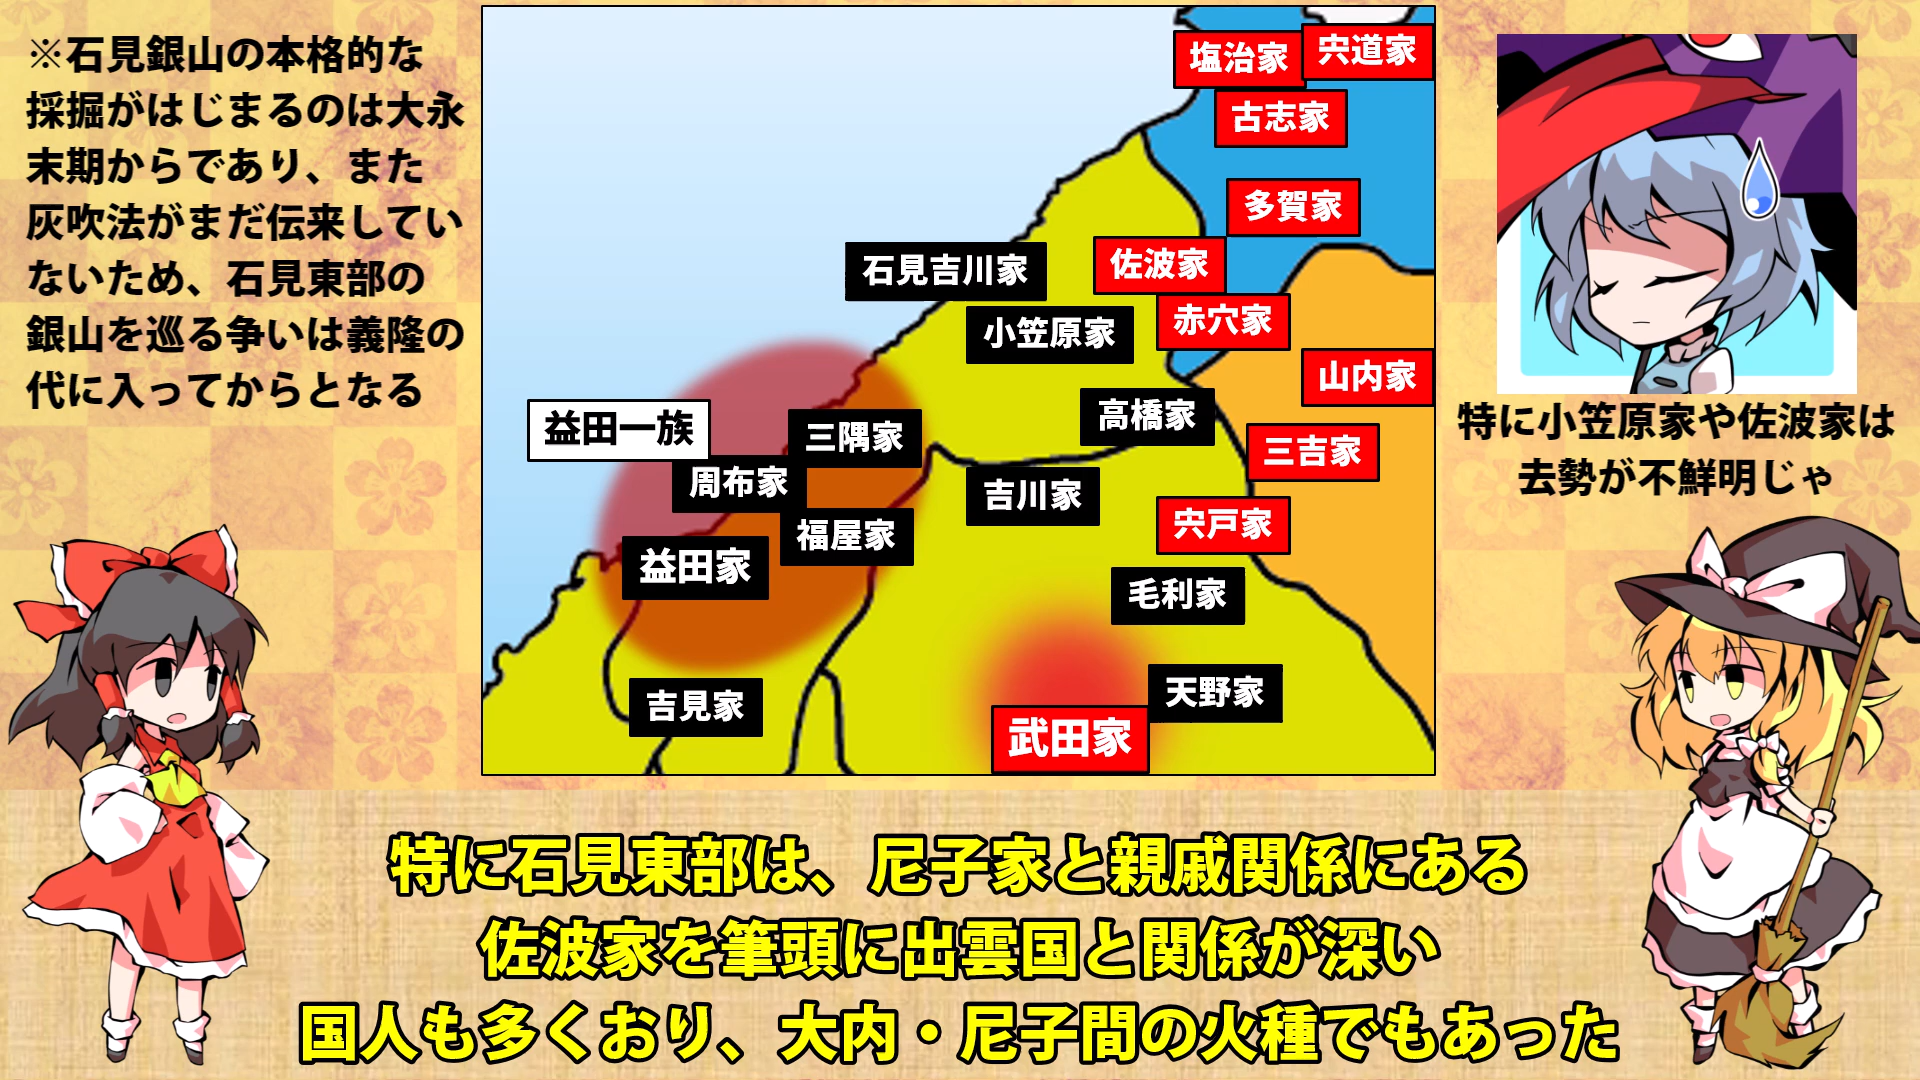 ※石見銀山の本格的な
採掘がはじまるのは大永
末期からであり、また
灰吹法がまだ伝来してい
ないため、石見東部の
銀山を巡る争いは義隆の
代に入ってからとなる
塩治家
宍道家
古志家
多賀家
石見吉川家
佐波家
小笠原家
赤穴家
山内家
高橋家
益田一族
三隅家
三吉家
周布家
吉川家
宍戸家
福屋家
益田家
毛利家
吉見家
天野家
武田家
特に小笠原家や佐波家は
去勢が不鮮明じゃ
特に石見東部は、尼子家と親戚関係にある
佐波家を筆頭に出雲国と関係が深い
国人も多くおり、大内・尼子間の火種でもあった